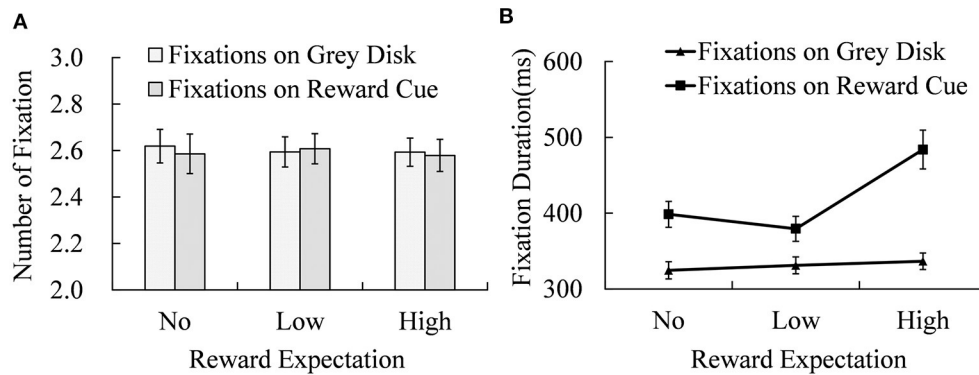 A
Number of Fixation
3.0
2.8
2.6
2.4
2.2
2.0
Fixations on Grey Disk
Fixations on Reward Cue
No Low High
Reward Expectation
B
Fixation Duration(ms)
600
500
400
300
Fixations on Grey Disk
Fixations on Reward Cue
No Low High
Reward Expectation